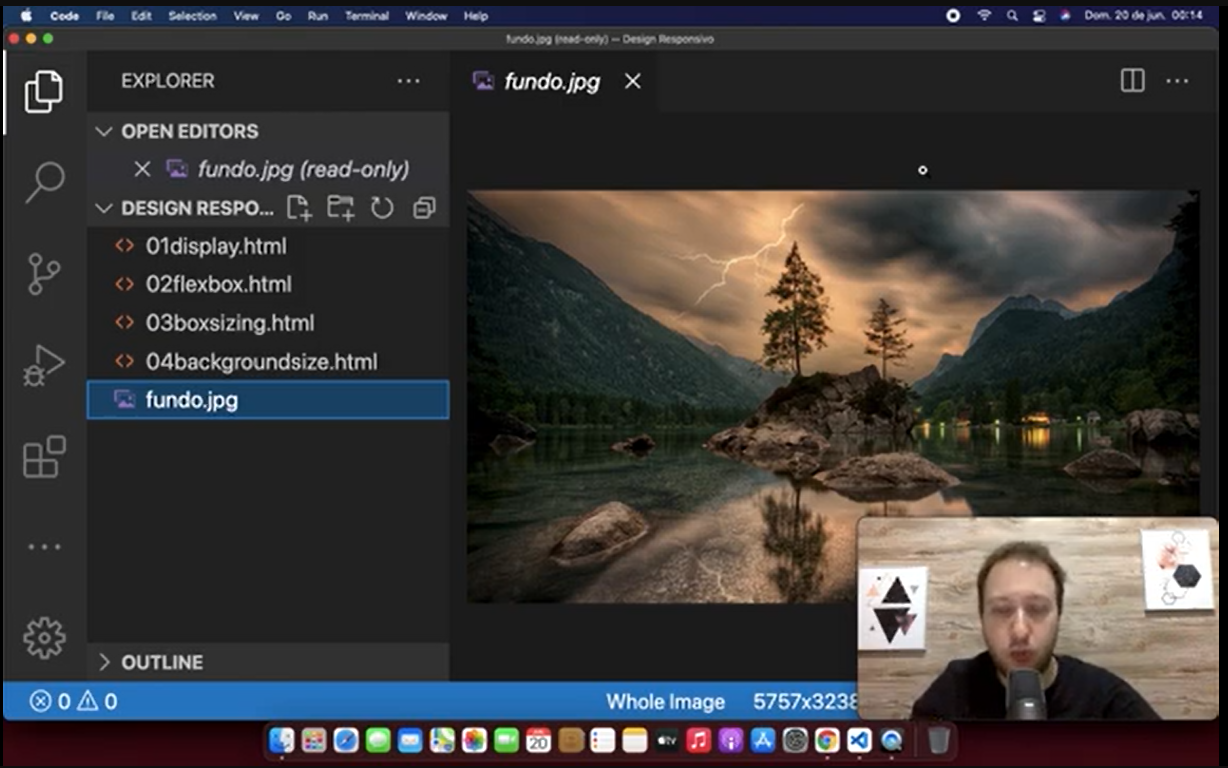 Code File Edit Selection View Go Run Terminal Window Help
Dom. 20 de jun. 00:14
fundo.jpg (read-only) — Design Responsivo
EXPLORER
fundo.jpg
OPEN EDITORS
fundo.jpg (read-only)
DESIGN RESPO...
01display.html
02flexbox.html
03boxsizing.html
04backgroundsize.html
fundo.jpg
OUTLINE
0 0
Whole Image
5757x3238
tv
20